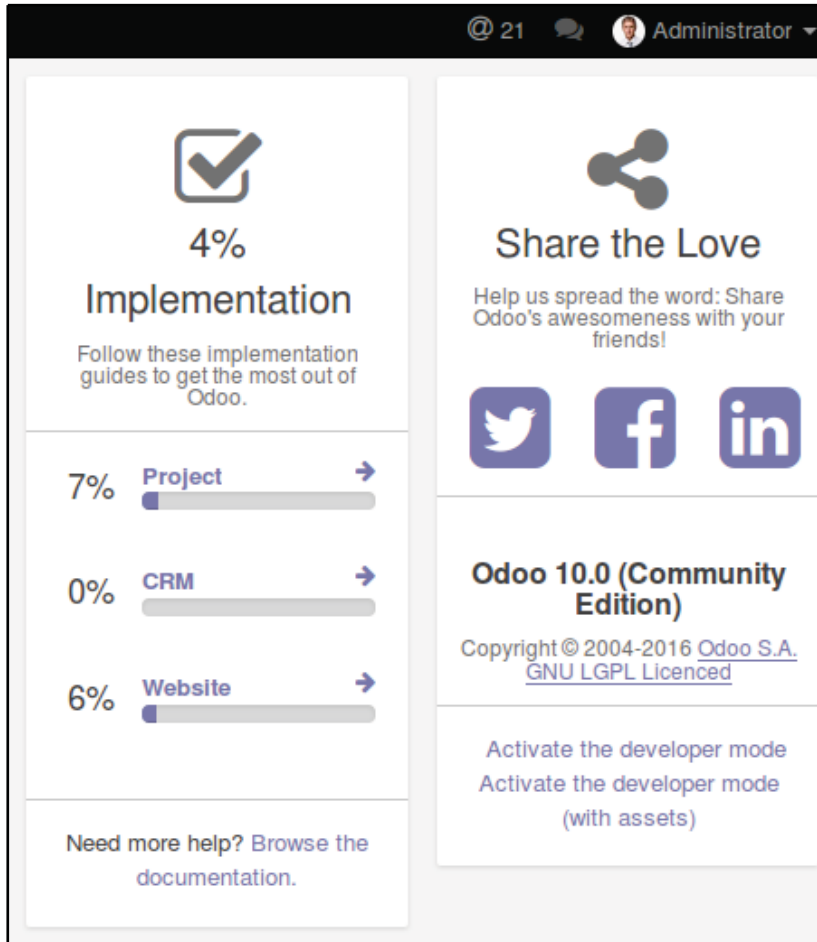 @ 21 Administrator
4%
Implementation
Follow these implementation
guides to get the most out of
Odoo.
7% Project
0% CRM
6% Website
Need more help? Browse the
documentation.
Share the Love
Help us spread the word: Share
Odoo's awesomeness with your
friends!
in
Odoo 10.0 (Community
Edition)
Copyright © 2004-2016 Odoo S.A.
GNU LGPL Licenced
Activate the developer mode
Activate the developer mode
(with assets)